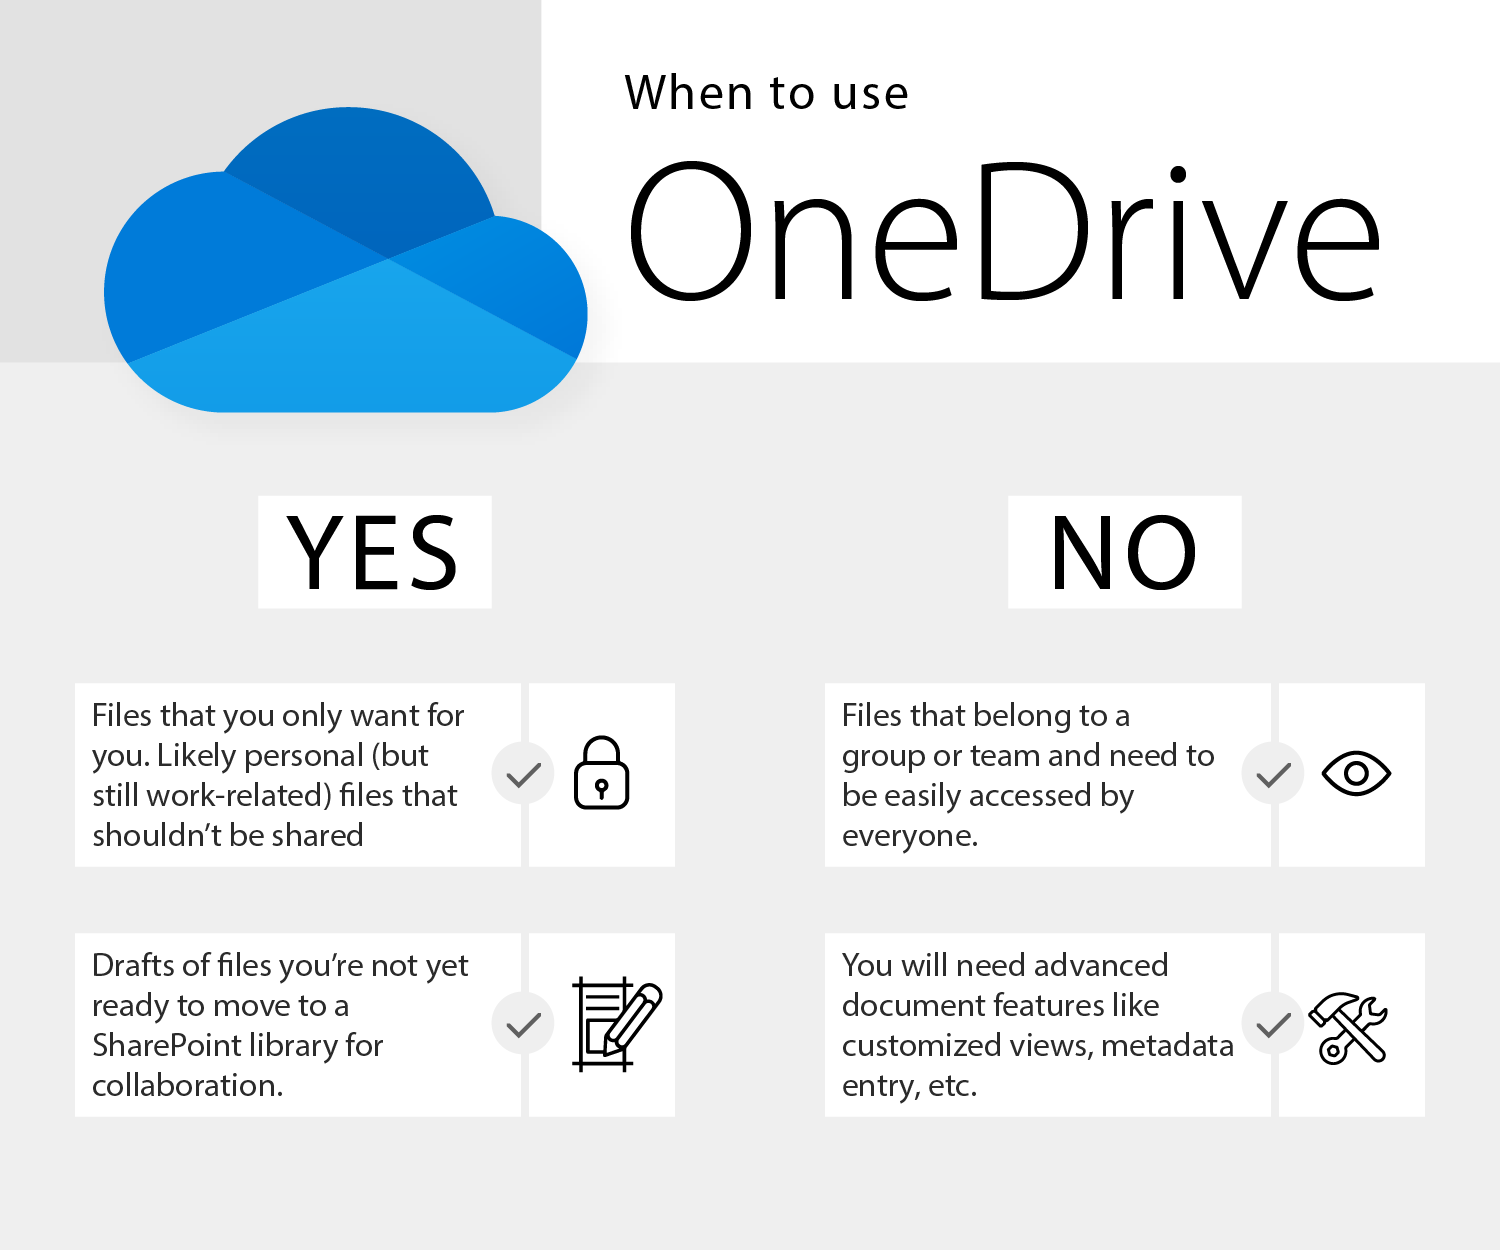 When to use
OneDrive
YES
Files that you only want for
you. Likely personal (but
still work-related) files that
shouldn’t be shared
Drafts of files you’re not yet
ready to move to a
SharePoint library for
collaboration.
NO
Files that belong to a
group or team and need to
be easily accessed by
everyone.
You will need advanced
document features like
customized views, metadata
entry, etc.